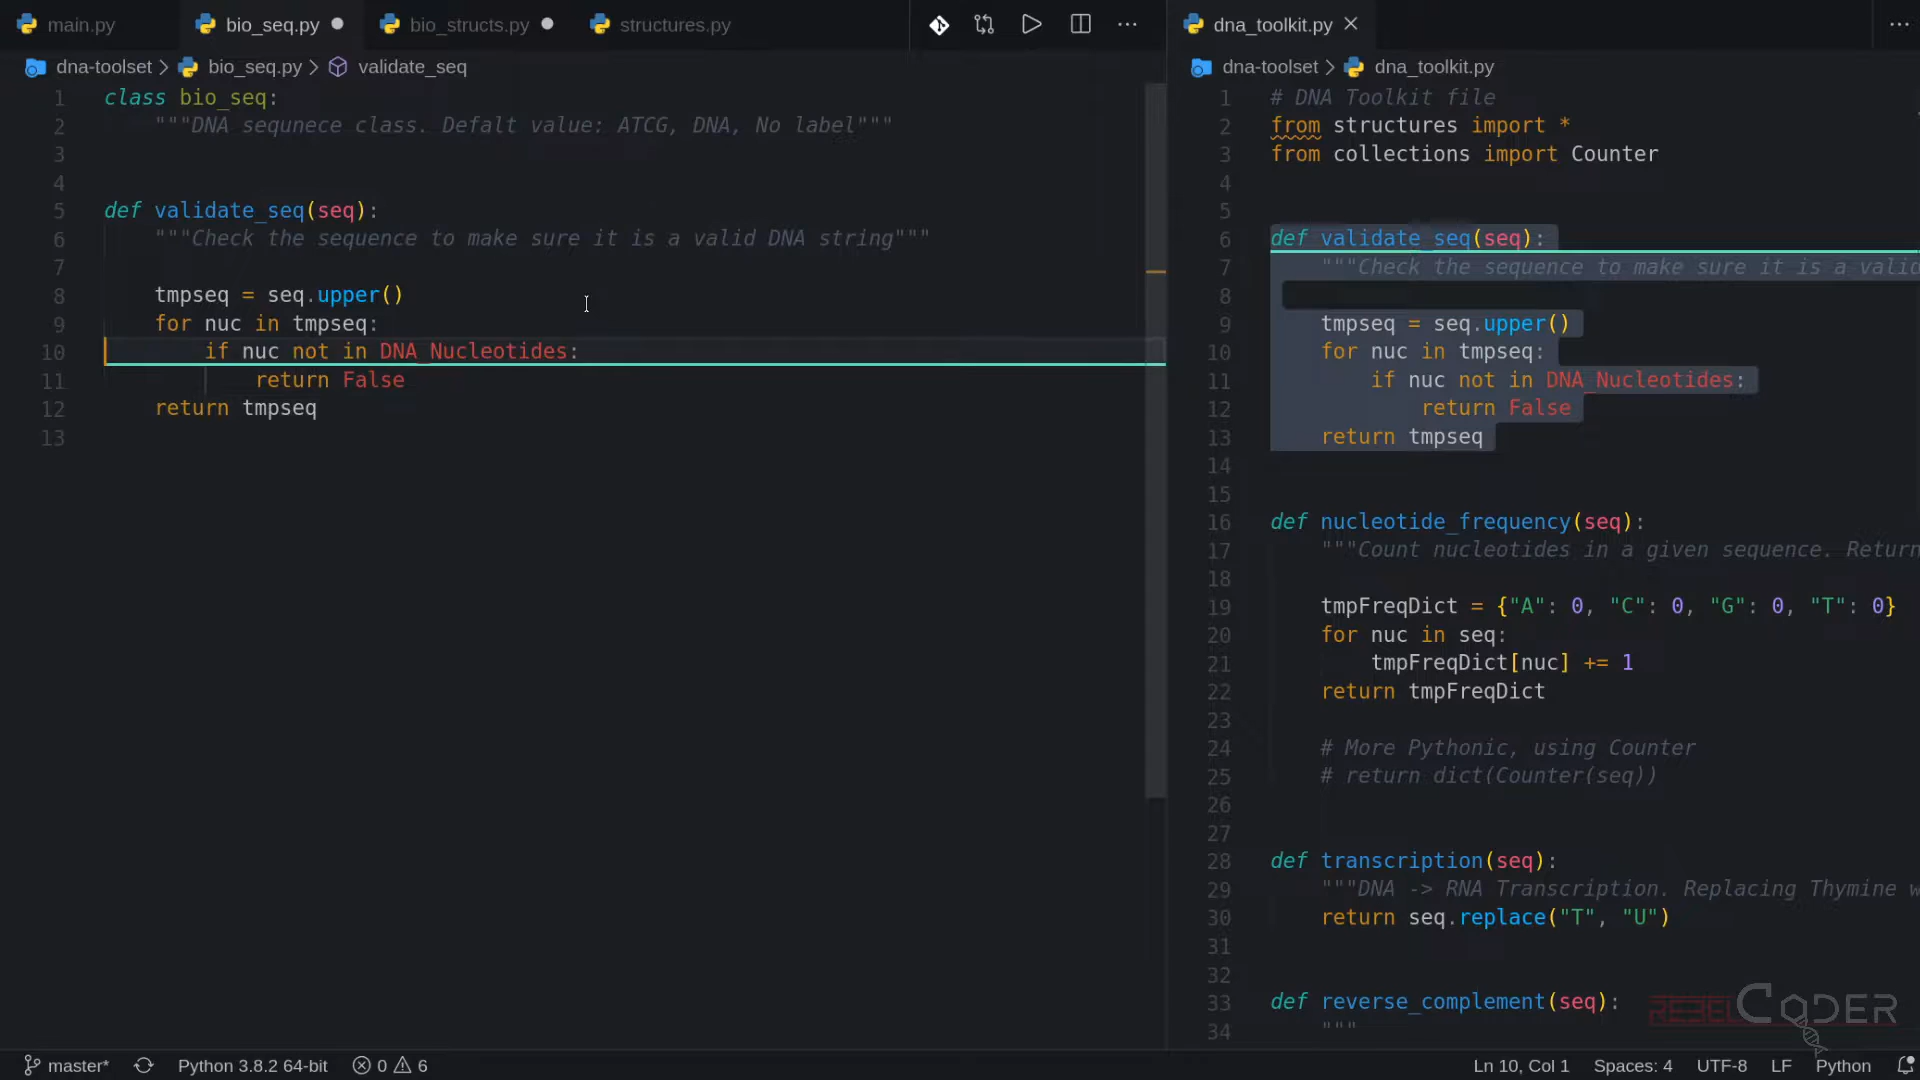 main.py bio_seq.py bio_structs.py structures.py
dna-toolset > bio_seq.py > validate_seq
1 class bio_seq:
2 """DNA sequnece class. Defalt value: ATCG, DNA, No label"""
3
4
5 def validate_seq(seq):
6 """Check the sequence to make sure it is a valid DNA string"""
7
8 tmpseq = seq.upper()
9 for nuc in tmpseq:
10 if nuc not in DNA_Nucleotides:
11 return False
12 return tmpseq
13
dna_toolkit.py
dna-toolset > dna_toolkit.py
1 # DNA Toolkit file
2 from structures import *
3 from collections import Counter
4
5
6 def validate_seq(seq):
7 """Check the sequence to make sure it is a valid
8
9 tmpseq = seq.upper()
10 for nuc in tmpseq:
11 if nuc not in DNA_Nucleotides:
12 return False
13 return tmpseq
14
15
16 def nucleotide_frequency(seq):
17 """Count nucleotides in a given sequence. Return
18
19 tmpFreqDict = {"A": 0, "C": 0, "G": 0, "T": 0}
20 for nuc in seq:
21 tmpFreqDict[nuc] += 1
22 return tmpFreqDict
23
24 # More Pythonic, using Counter
25 # return dict(Counter(seq))
26
27
28 def transcription(seq):
29 """DNA -> RNA Transcription. Replacing Thymine w
30 return seq.replace("T", "U")
31
32
33 def reverse_complement(seq):
34 """
REBEL CODER
master* Python 3.8.2 64-bit 0 6 Ln 10, Col 1 Spaces: 4 UTF-8 LF Python